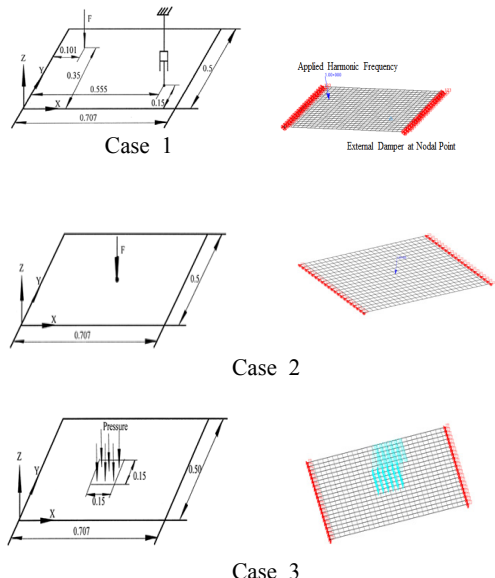 F
0.101
Z
Y
0.35
0.555
X
0.15
0.5
0.707
Applied Harmonic Frequency
External Damper at Nodal Point
Case 1
Z
Y
F
X
0.5
0.707
Case 2
Pressure
Z
Y
0.15
0.15
X
0.50
0.707
Case 3